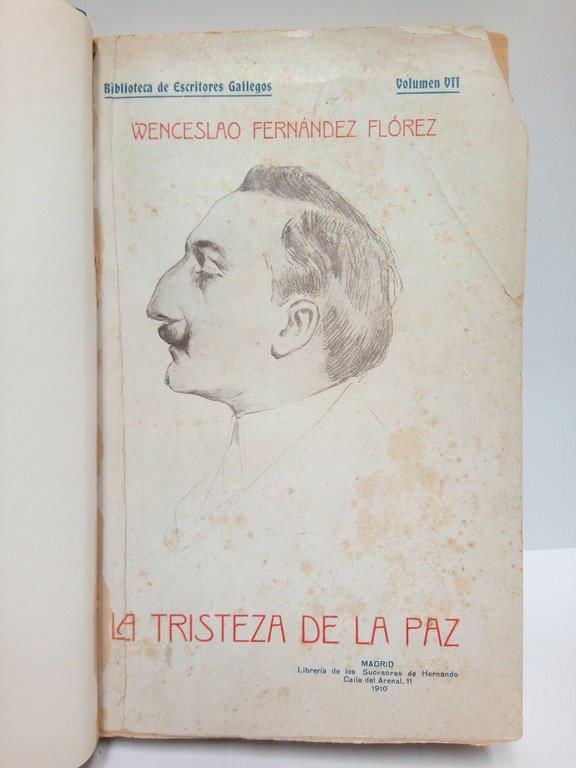 Biblioteca de Escritores Gallegos Volumen VII
WENCESLAO FERNÁNDEZ FLÓREZ
LA TRISTEZA DE LA PAZ
MADRID
Librería de los Sucesores de Hernando
Calle del Arenal, 11
1910